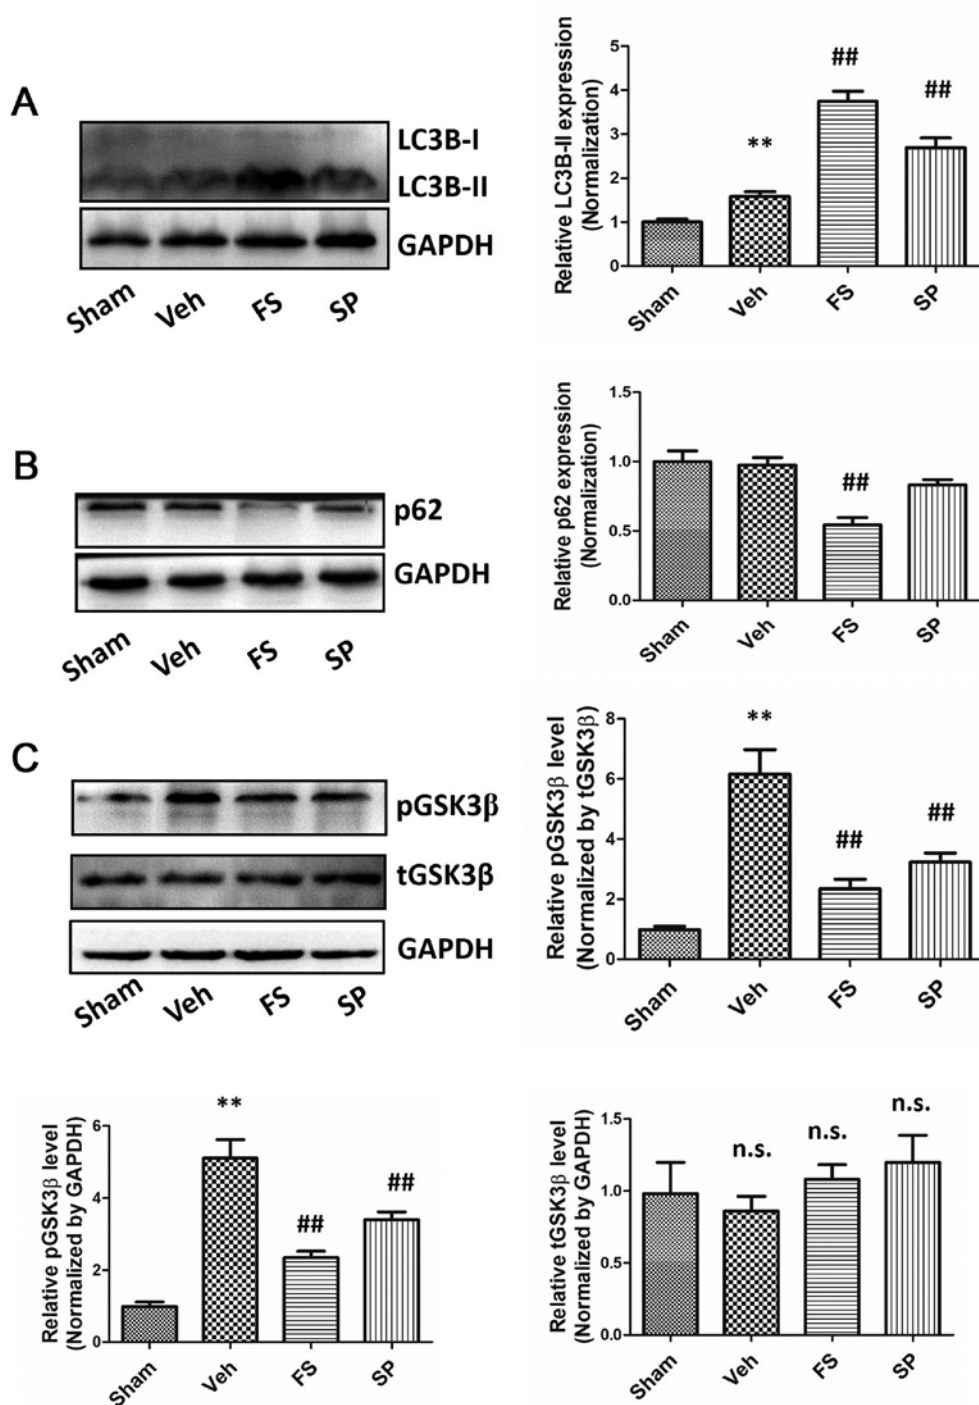 A
LC3B-I
LC3B-II
GAPDH
Sham Veh FS SP
Relative LC3B-II expression
(Normalization)
5
4
3
2
1
0
**
##
##
Sham Veh FS SP
B
p62
GAPDH
Sham Veh FS SP
Relative p62 expression
(Normalization)
1.5
1.0
0.5
0.0
##
Sham Veh FS SP
C
pGSK3β
tGSK3β
GAPDH
Sham Veh FS SP
Relative pGSK3β level
(Normalized by tGSK3β)
8
6
4
2
0
**
##
##
Sham Veh FS SP
Relative pGSK3β level
(Normalized by GAPDH)
6
4
2
0
**
##
##
Sham Veh FS SP
Relative tGSK3β level
(Normalized by GAPDH)
1.5
1.0
0.5
0.0
n.s.
n.s.
n.s.
Sham Veh FS SP